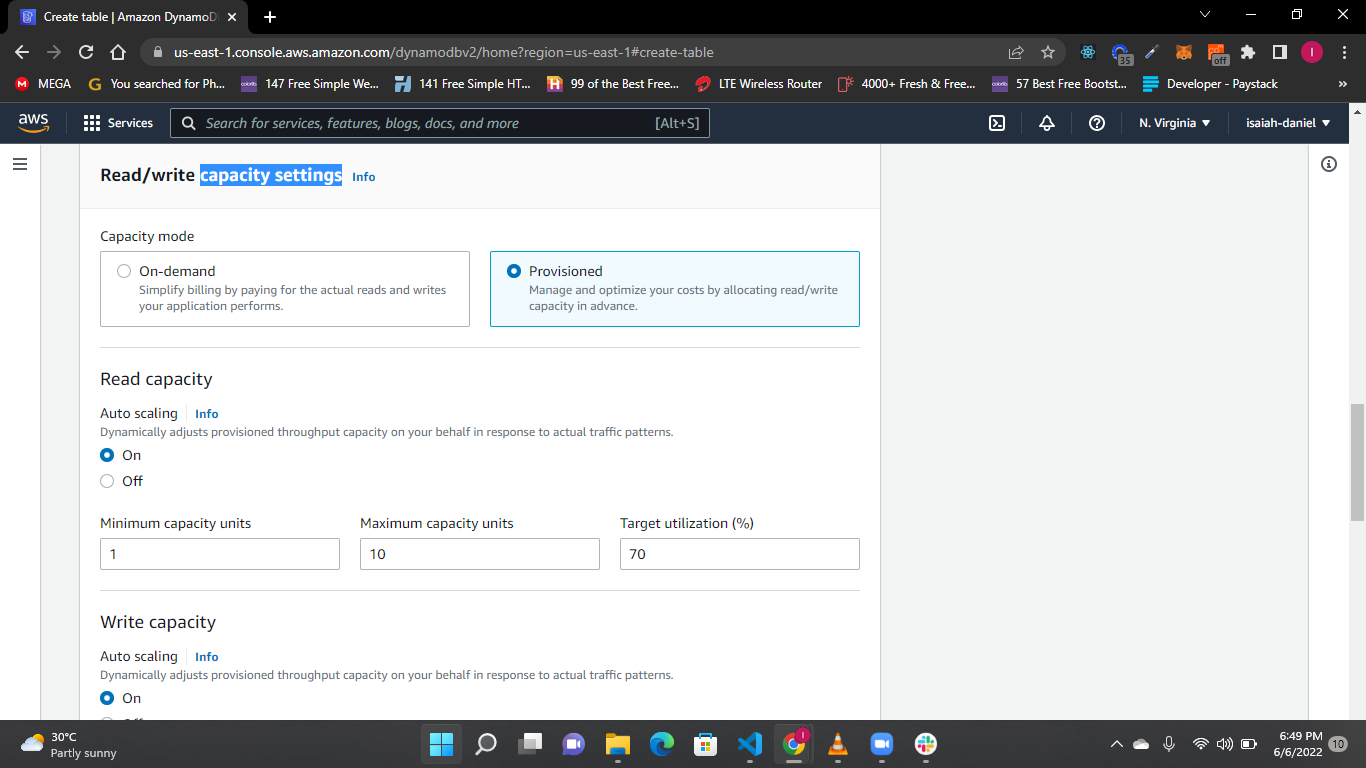 Create table | Amazon DynamoD
us-east-1.console.aws.amazon.com/dynamodbv2/home?region=us-east-1#create-table
35
off
I
MEGA
You searched for Ph...
147 Free Simple We...
141 Free Simple HT...
99 of the Best Free...
LTE Wireless Router
4000+ Fresh & Free...
57 Best Free Bootst...
Developer - Paystack
»
aws
Services
Search for services, features, blogs, docs, and more
[Alt+S]
N. Virginia
isaiah-daniel
Read/write capacity settings Info
Capacity mode
On-demand
Simplify billing by paying for the actual reads and writes
your application performs.
Provisioned
Manage and optimize your costs by allocating read/write
capacity in advance.
Read capacity
Auto scaling Info
Dynamically adjusts provisioned throughput capacity on your behalf in response to actual traffic patterns.
On
Off
Minimum capacity units
Maximum capacity units
Target utilization (%)
1
10
70
Write capacity
Auto scaling Info
Dynamically adjusts provisioned throughput capacity on your behalf in response to actual traffic patterns.
On
30°C
Partly sunny
6:49 PM
6/6/2022
10